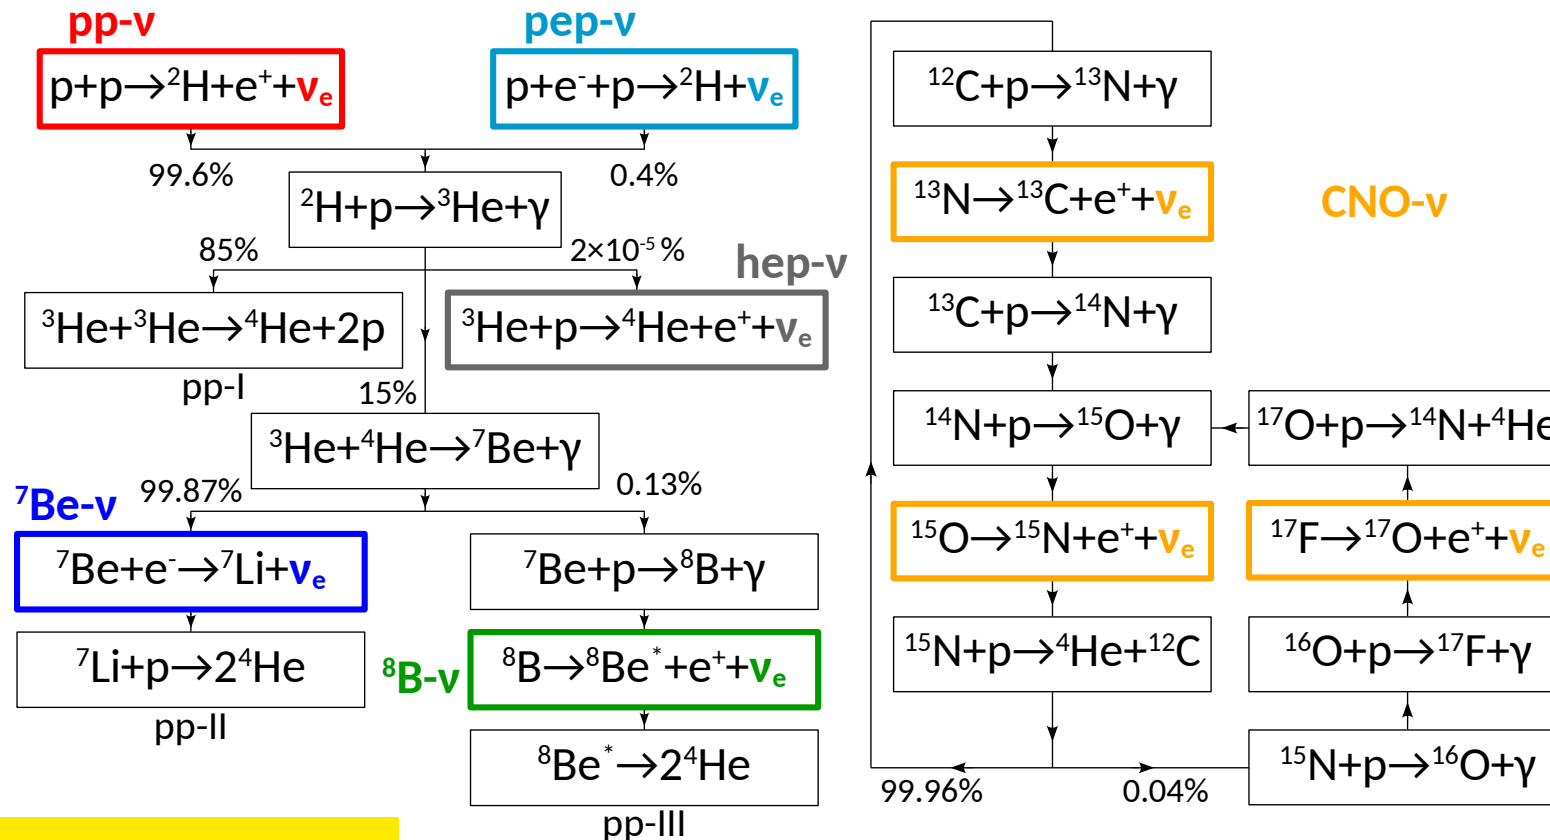 pp-ν
p+p→²H+e⁺+νₑ
pep-ν
p+e⁻+p→²H+νₑ
99.6%
0.4%
²H+p→³He+γ
85%
2×10⁻⁵ %
hep-ν
³He+³He→⁴He+2p
pp-I
³He+p→⁴He+e⁺+νₑ
15%
³He+⁴He→⁷Be+γ
⁷Be-ν
99.87%
0.13%
⁷Be+e⁻→⁷Li+νₑ
⁷Be+p→⁸B+γ
⁷Li+p→2⁴He
pp-II
⁸B-ν
⁸B→⁸Be*+e⁺+νₑ
⁸Be*→2⁴He
pp-III
¹²C+p→¹³N+γ
¹³N→¹³C+e⁺+νₑ
CNO-ν
¹³C+p→¹⁴N+γ
¹⁴N+p→¹⁵O+γ
¹⁷O+p→¹⁴N+⁴He
¹⁵O→¹⁵N+e⁺+νₑ
¹⁷F→¹⁷O+e⁺+νₑ
¹⁵N+p→⁴He+¹²C
¹⁶O+p→¹⁷F+γ
¹⁵N+p→¹⁶O+γ
99.96%
0.04%